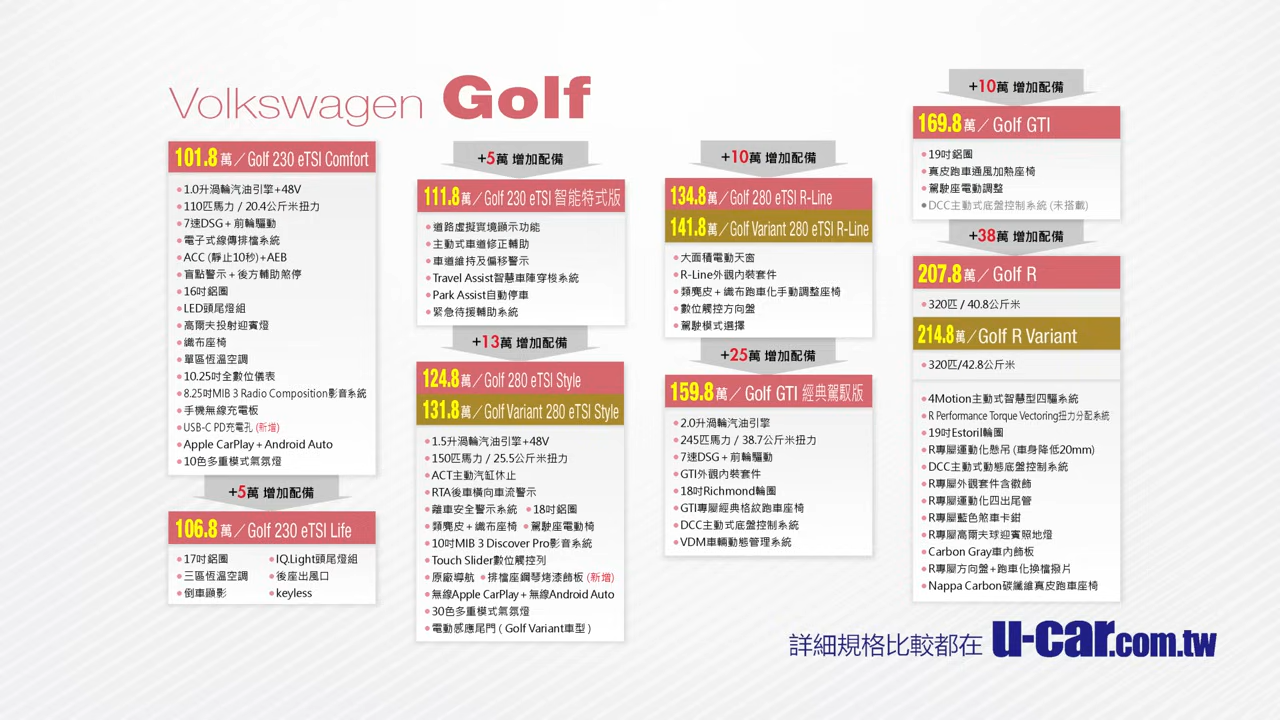 Volkswagen Golf
101.8萬／Golf 230 eTSI Comfort
•1.0升渦輪汽油引擎+48V
•110匹馬力 / 20.4公斤米扭力
•7速DSG＋前輪驅動
•電子式線傳排檔系統
•ACC (靜止10秒)+AEB
•盲點警示＋後方輔助煞停
•16吋鋁圈
•LED頭尾燈組
•高爾夫投射迎賓燈
•織布座椅
•單區恆溫空調
•10.25吋全數位儀表
•8.25吋MIB 3 Radio Composition影音系統
•手機無線充電板
•USB-C PD充電孔 (新增)
•Apple CarPlay＋Android Auto
•10色多重模式氣氛燈
+5萬 增加配備
106.8萬／Golf 230 eTSI Life
•17吋鋁圈 •IQ.Light頭尾燈組
•三區恆溫空調 •後座出風口
•倒車顯影 •keyless
+5萬 增加配備
111.8萬／Golf 230 eTSI 智能特式版
•道路虛擬實境顯示功能
•主動式車道修正輔助
•車道維持及偏移警示
•Travel Assist智慧車陣穿梭系統
•Park Assist自動停車
•緊急待援輔助系統
+13萬 增加配備
124.8萬／Golf 280 eTSI Style
131.8萬／Golf Variant 280 eTSI Style
•1.5升渦輪汽油引擎+48V
•150匹馬力 / 25.5公斤米扭力
•ACT主動汽缸休止
•RTA後車橫向車流警示
•離車安全警示系統 •18吋鋁圈
•類麂皮＋織布座椅 •駕駛座電動椅
•10吋MIB 3 Discover Pro影音系統
•Touch Slider數位觸控列
•原廠導航 •排檔座鋼琴烤漆飾板 (新增)
•無線Apple CarPlay＋無線Android Auto
•30色多重模式氣氛燈
•電動感應尾門 ( Golf Variant車型 )
+10萬 增加配備
134.8萬／Golf 280 eTSI R-Line
141.8萬／Golf Variant 280 eTSI R-Line
•大面積電動天窗
•R-Line外觀內裝套件
•類麂皮＋織布跑車化手動調整座椅
•數位觸控方向盤
•駕駛模式選擇
+25萬 增加配備
159.8萬／Golf GTI 經典駕馭版
•2.0升渦輪汽油引擎
•245匹馬力 / 38.7公斤米扭力
•7速DSG＋前輪驅動
•GTI外觀內裝套件
•18吋Richmond輪圈
•GTI專屬經典格紋跑車座椅
•DCC主動式底盤控制系統
•VDM車輛動態管理系統
+10萬 增加配備
169.8萬／Golf GTI
•19吋鋁圈
•真皮跑車通風加熱座椅
•駕駛座電動調整
•DCC主動式底盤控制系統 (未搭載)
+38萬 增加配備
207.8萬／Golf R
•320匹 / 40.8公斤米
214.8萬／Golf R Variant
•320匹/42.8公斤米
•4Motion主動式智慧型四驅系統
•R Performance Torque Vectoring扭力分配系統
•19吋Estoril輪圈
•R專屬運動化懸吊 (車身降低20mm)
•DCC主動式動態底盤控制系統
•R專屬外觀套件含徽飾
•R專屬運動化四出尾管
•R專屬藍色煞車卡鉗
•R專屬高爾夫球迎賓照地燈
•Carbon Gray車內飾板
•R專屬方向盤+跑車化換檔撥片
•Nappa Carbon碳纖維真皮跑車座椅
詳細規格比較都在 u-car.com.tw